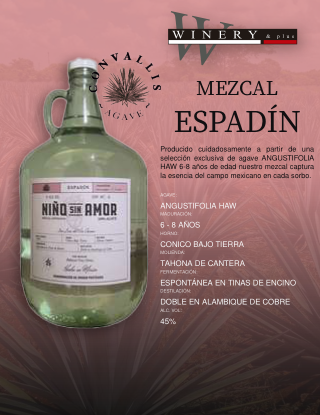 WINERY & plus
CONVALLIS
AGAVE
MEZCAL
ESPADÍN
Producido cuidadosamente a partir de una
selección exclusiva de agave ANGUSTIFOLIA
HAW 6-8 años de edad nuestro mezcal captura
la esencia del campo mexicano en cada sorbo.
AGAVE:
ANGUSTIFOLIA HAW
MADURACIÓN:
6 - 8 AÑOS
HORNO:
CONICO BAJO TIERRA
MOLIENDA:
TAHONA DE CANTERA
FERMENTACIÓN:
ESPONTÁNEA EN TINAS DE ENCINO
DESTILACIÓN:
DOBLE EN ALAMBIQUE DE COBRE
ALC. VOL.:
45%
ESPADÍN
NIÑO SIN AMOR